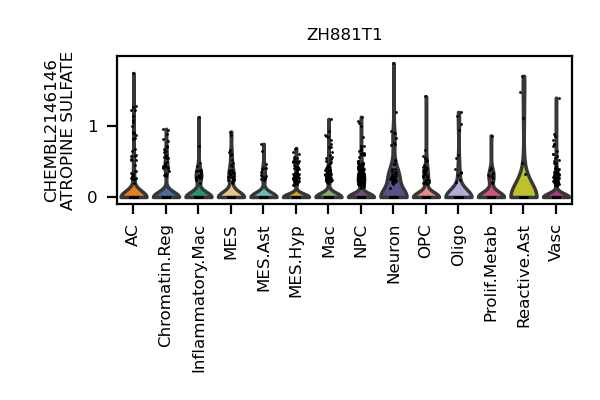 ZH881T1
CHEMBL2146146
ATROPINE SULFATE
1
0
AC
Chromatin.Reg
Inflammatory.Mac
MES
MES.Ast
MES.Hyp
Mac
NPC
Neuron
OPC
Oligo
Prolif.Metab
Reactive.Ast
Vasc